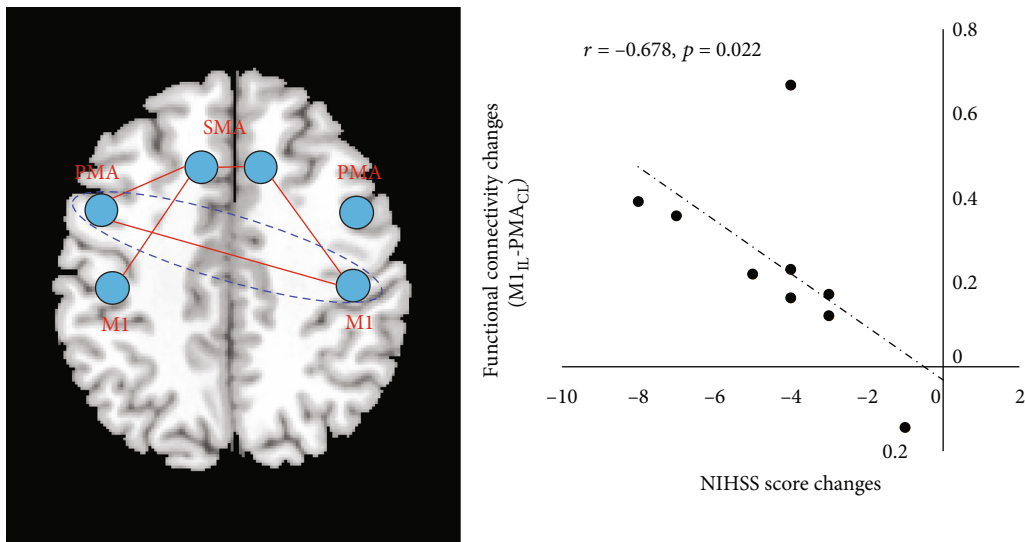 SMA
PMA
PMA
M1
M1
r = –0.678, p = 0.022
Functional connectivity changes
(M1IL-PMACL)
0.8
0.6
0.4
0.2
0
–10
–8
–6
–4
–2
0
2
0.2
NIHSS score changes